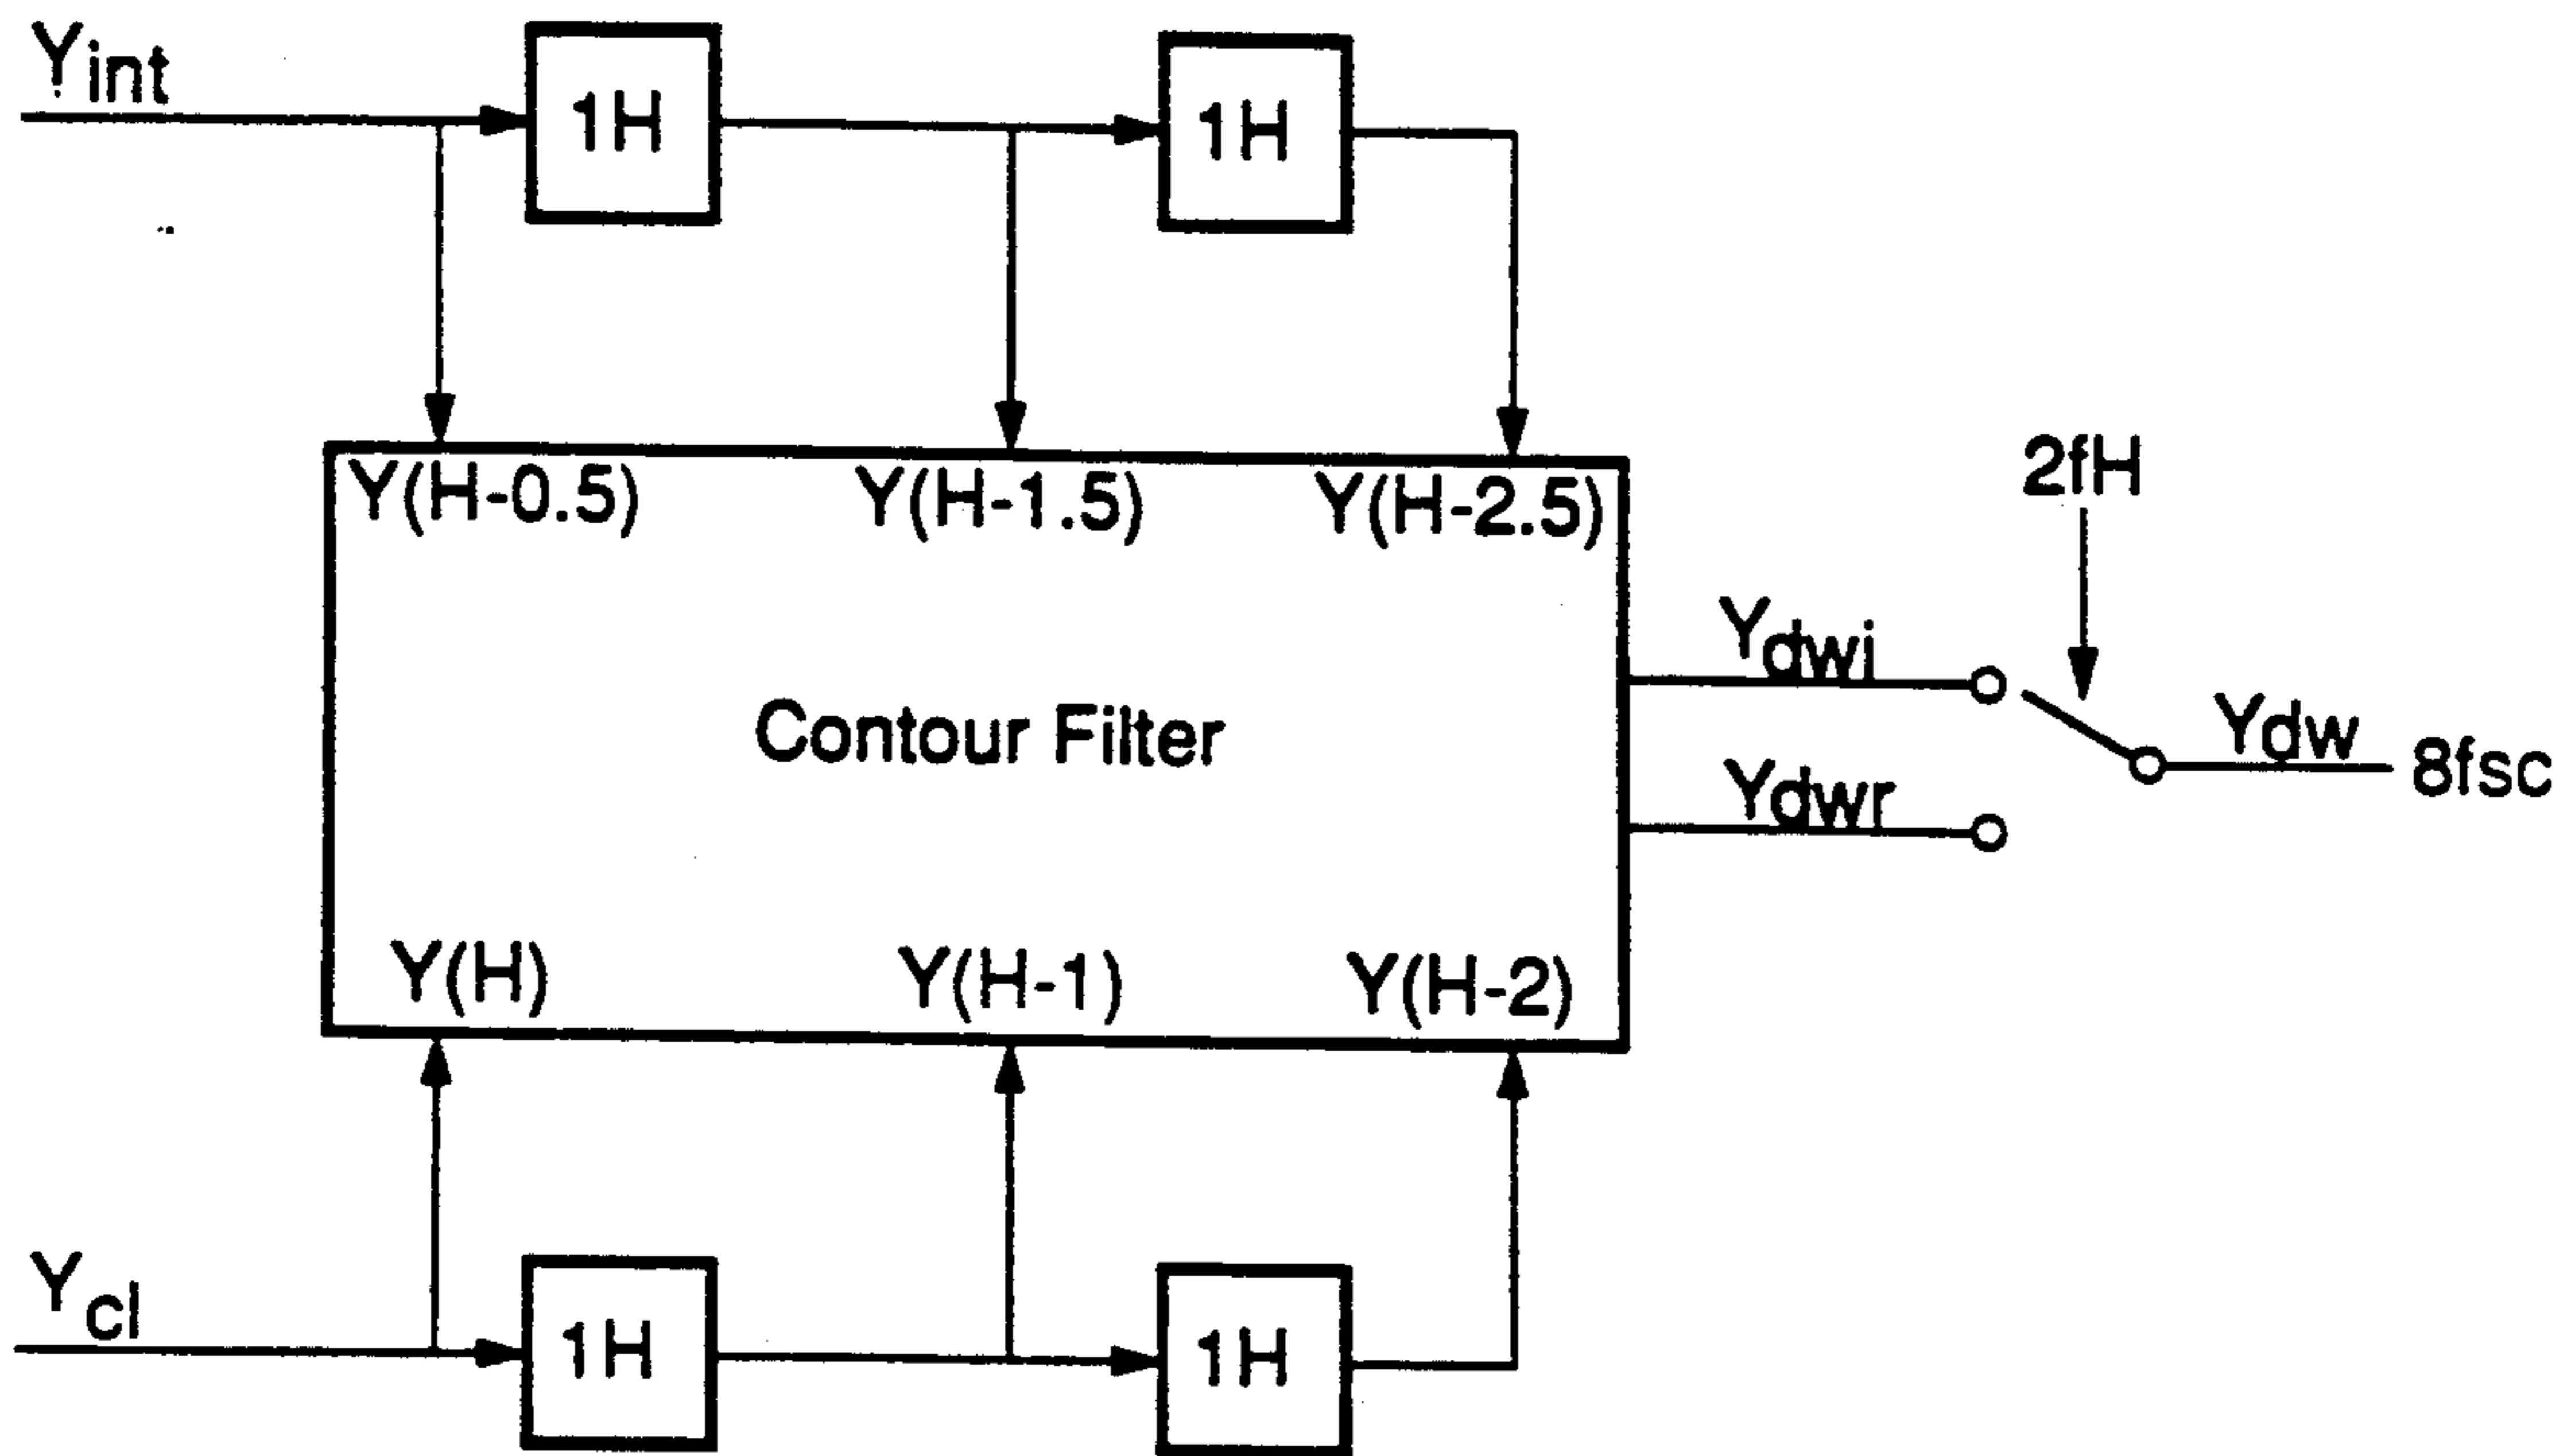 Yint
1H
1H
Y(H-0.5)
Y(H-1.5)
Y(H-2.5)
2fH
Ydwi
Ydw
8fsc
Contour Filter
Ydwr
Y(H)
Y(H-1)
Y(H-2)
Ycl
1H
1H